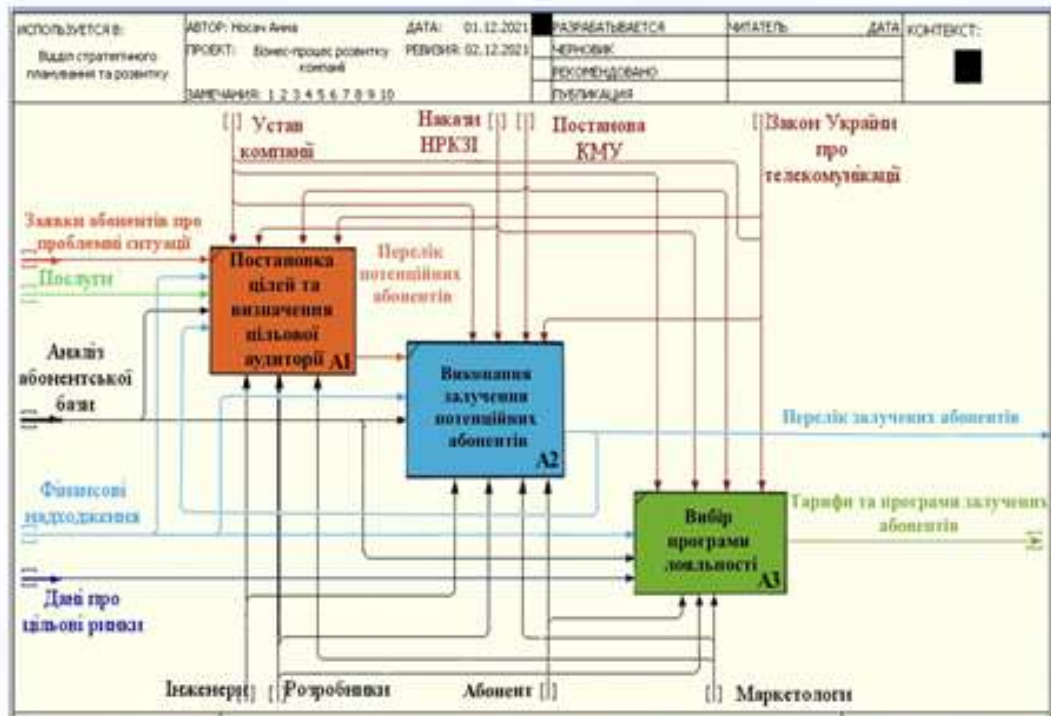 ИСПОЛЬЗУЕТСЯ В:
Відділ стратегічного
планування та розвитку
АВТОР: Носач Анна
ДАТА: 01.12.2021
ПРОЕКТ: Бізнес-процес розвитку
компанії
РЕВИЗИЯ: 02.12.2021
ЗАМЕЧАНИЯ: 1 2 3 4 5 6 7 8 9 10
РАЗРАБАТЫВАЕТСЯ
ЧЕРНОВИК
РЕКОМЕНДОВАНО
ПУБЛИКАЦИЯ
ЧИТАТЕЛЬ
ДАТА
КОНТЕКСТ:
Устав
компанії
Накази
НРКЗІ
Постанова
КМУ
Закон України
про
телекомунікації
Заявки абонентів про
проблемні ситуації
Послуги
Аналіз
абонентської
бази
Фінансові
надходження
Дані про
цільові ринки
Постановка
цілей та
визначення
цільової
аудиторії A1
Перелік
потенційних
абонентів
Виконання
залучення
потенційних
абонентів
A2
Перелік залучених абонентів
Вибір
програми
лояльності
A3
Тарифи та програми залучених
абонентів
Інженери
Розробники
Абонент
Маркетологи